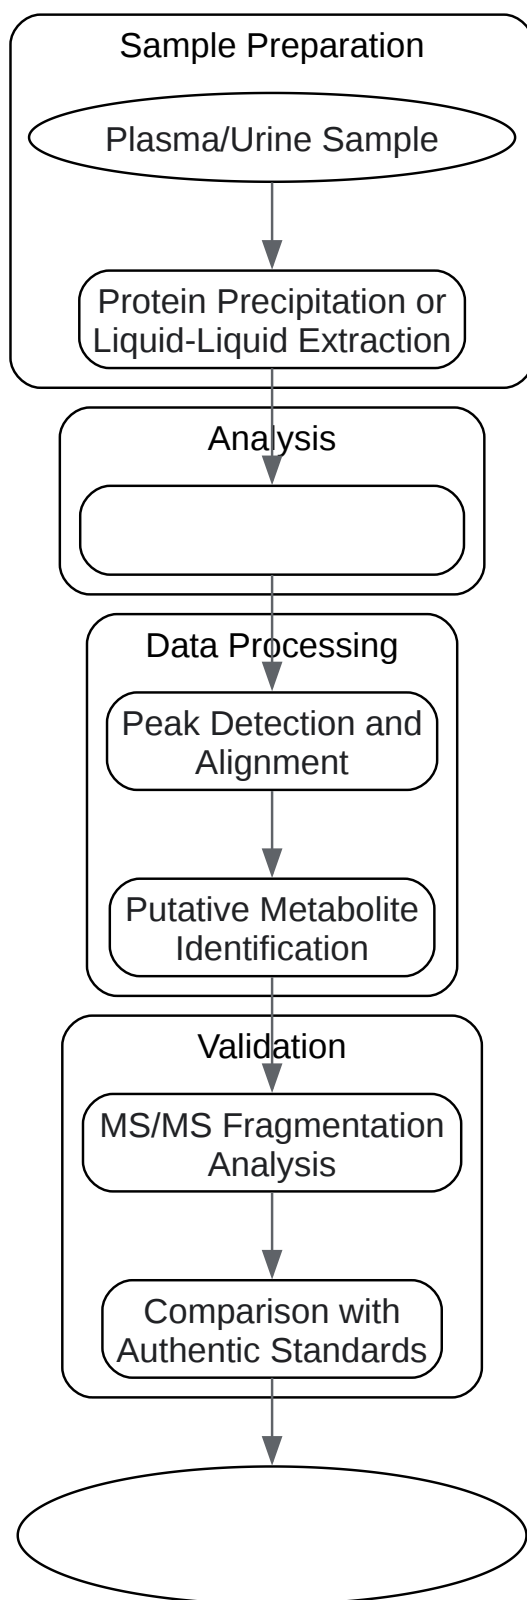 Sample Preparation
Plasma/Urine Sample
Protein Precipitation or
Liquid-Liquid Extraction
Analysis
Data Processing
Peak Detection and
Alignment
Putative Metabolite
Identification
Validation
MS/MS Fragmentation
Analysis
Comparison with
Authentic Standards